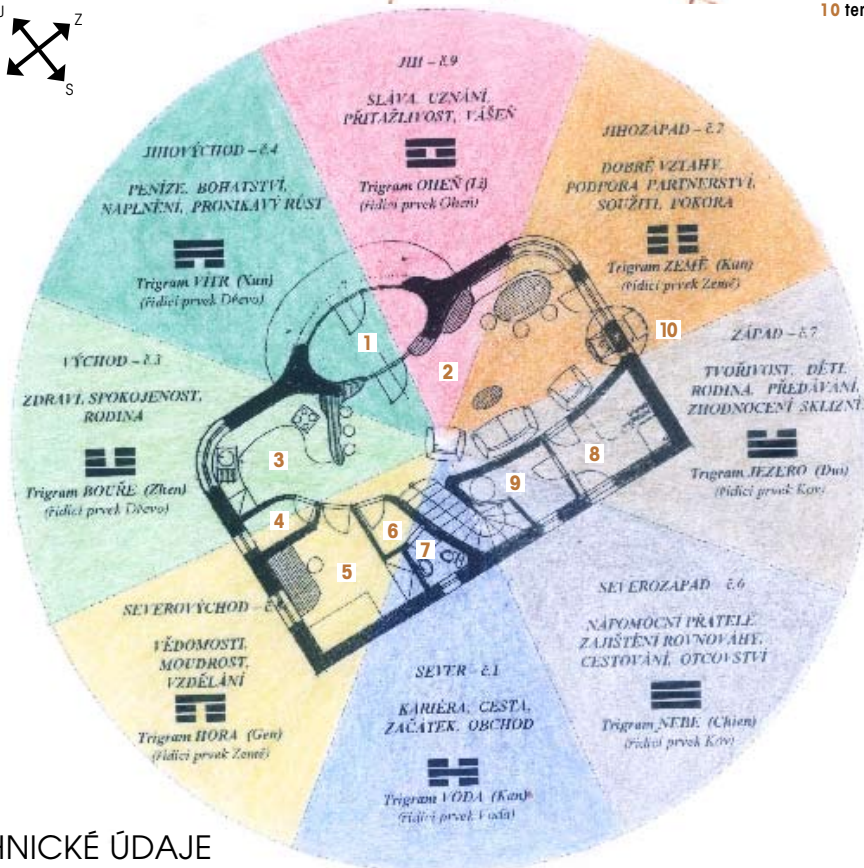 Z
S
10
JIH – č.9
SLÁVA, UZNÁNÍ,
PŘITAŽLIVOST, VÁŠEŇ
Trigram OHEŇ (Li)
(řídící prvek Oheň)
JIHOZÁPAD – č.2
DOBRÉ VZTAHY,
PODPORA PARTNERSTVÍ,
SOUŽITÍ, POKORA
Trigram ZEMĚ (Kun)
(řídící prvek Země)
JIHOVÝCHOD – č.4
PENÍZE, BOHATSTVÍ,
NAPLNĚNÍ, PRONIKAVÝ RŮST
Trigram VÍTR (Xun)
(řídící prvek Dřevo)
ZÁPAD – č.7
TVOŘIVOST, DĚTI,
RODINA, PŘEDÁVÁNÍ,
ZHODNOCENÍ SKLIZNĚ
Trigram JEZERO (Dui)
(řídící prvek Kov)
VÝCHOD – č.3
ZDRAVÍ, SPOKOJENOST,
RODINA
Trigram BOUŘE (Zhen)
(řídící prvek Dřevo)
1
2
3
4
5
6
7
8
9
10
SEVEROVÝCHOD – č.
VĚDOMOSTI,
MOUDROST,
VZDĚLÁNÍ
Trigram HORA (Gen)
(řídící prvek Země)
SEVER – č.1
KARIÉRA, CESTA,
ZAČÁTEK, OBCHOD
Trigram VODA (Kan)
(řídící prvek Voda)
SEVEROZÁPAD č.6
NÁPOMOCNÍ PŘÁTELÉ
ZAJIŠTĚNÍ ROVNOVÁHY,
CESTOVÁNÍ, OTCOVSTVÍ
Trigram NEBE (Chien)
(řídící prvek Kov)
HNICKÉ ÚDAJE